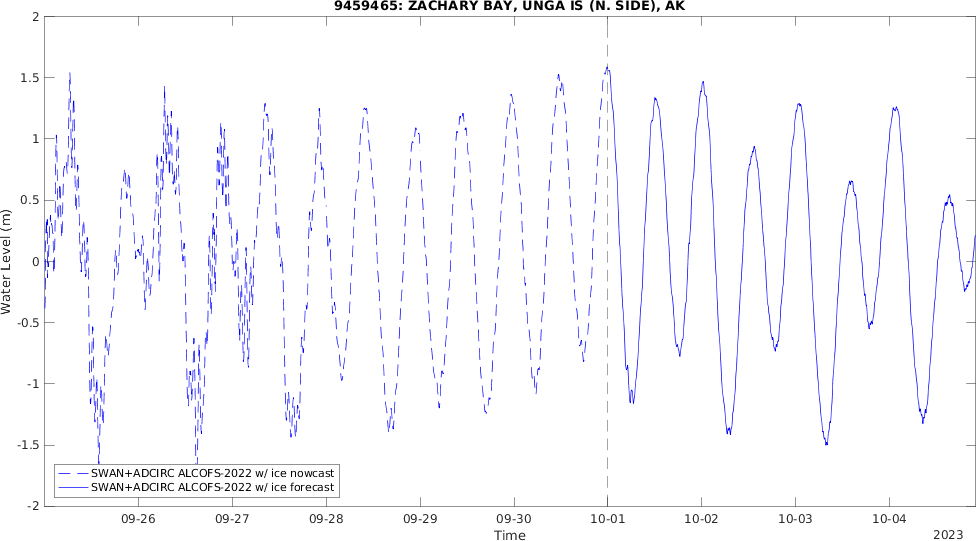 9459465: ZACHARY BAY, UNGA IS (N. SIDE), AK
2
1.5
1
0.5
0
-0.5
-1
-1.5
-2
Water Level (m)
SWAN+ADCIRC ALCOFS-2022 w/ ice nowcast
SWAN+ADCIRC ALCOFS-2022 w/ ice forecast
09-26 09-27 09-28 09-29 09-30 10-01 10-02 10-03 10-04
Time
2023